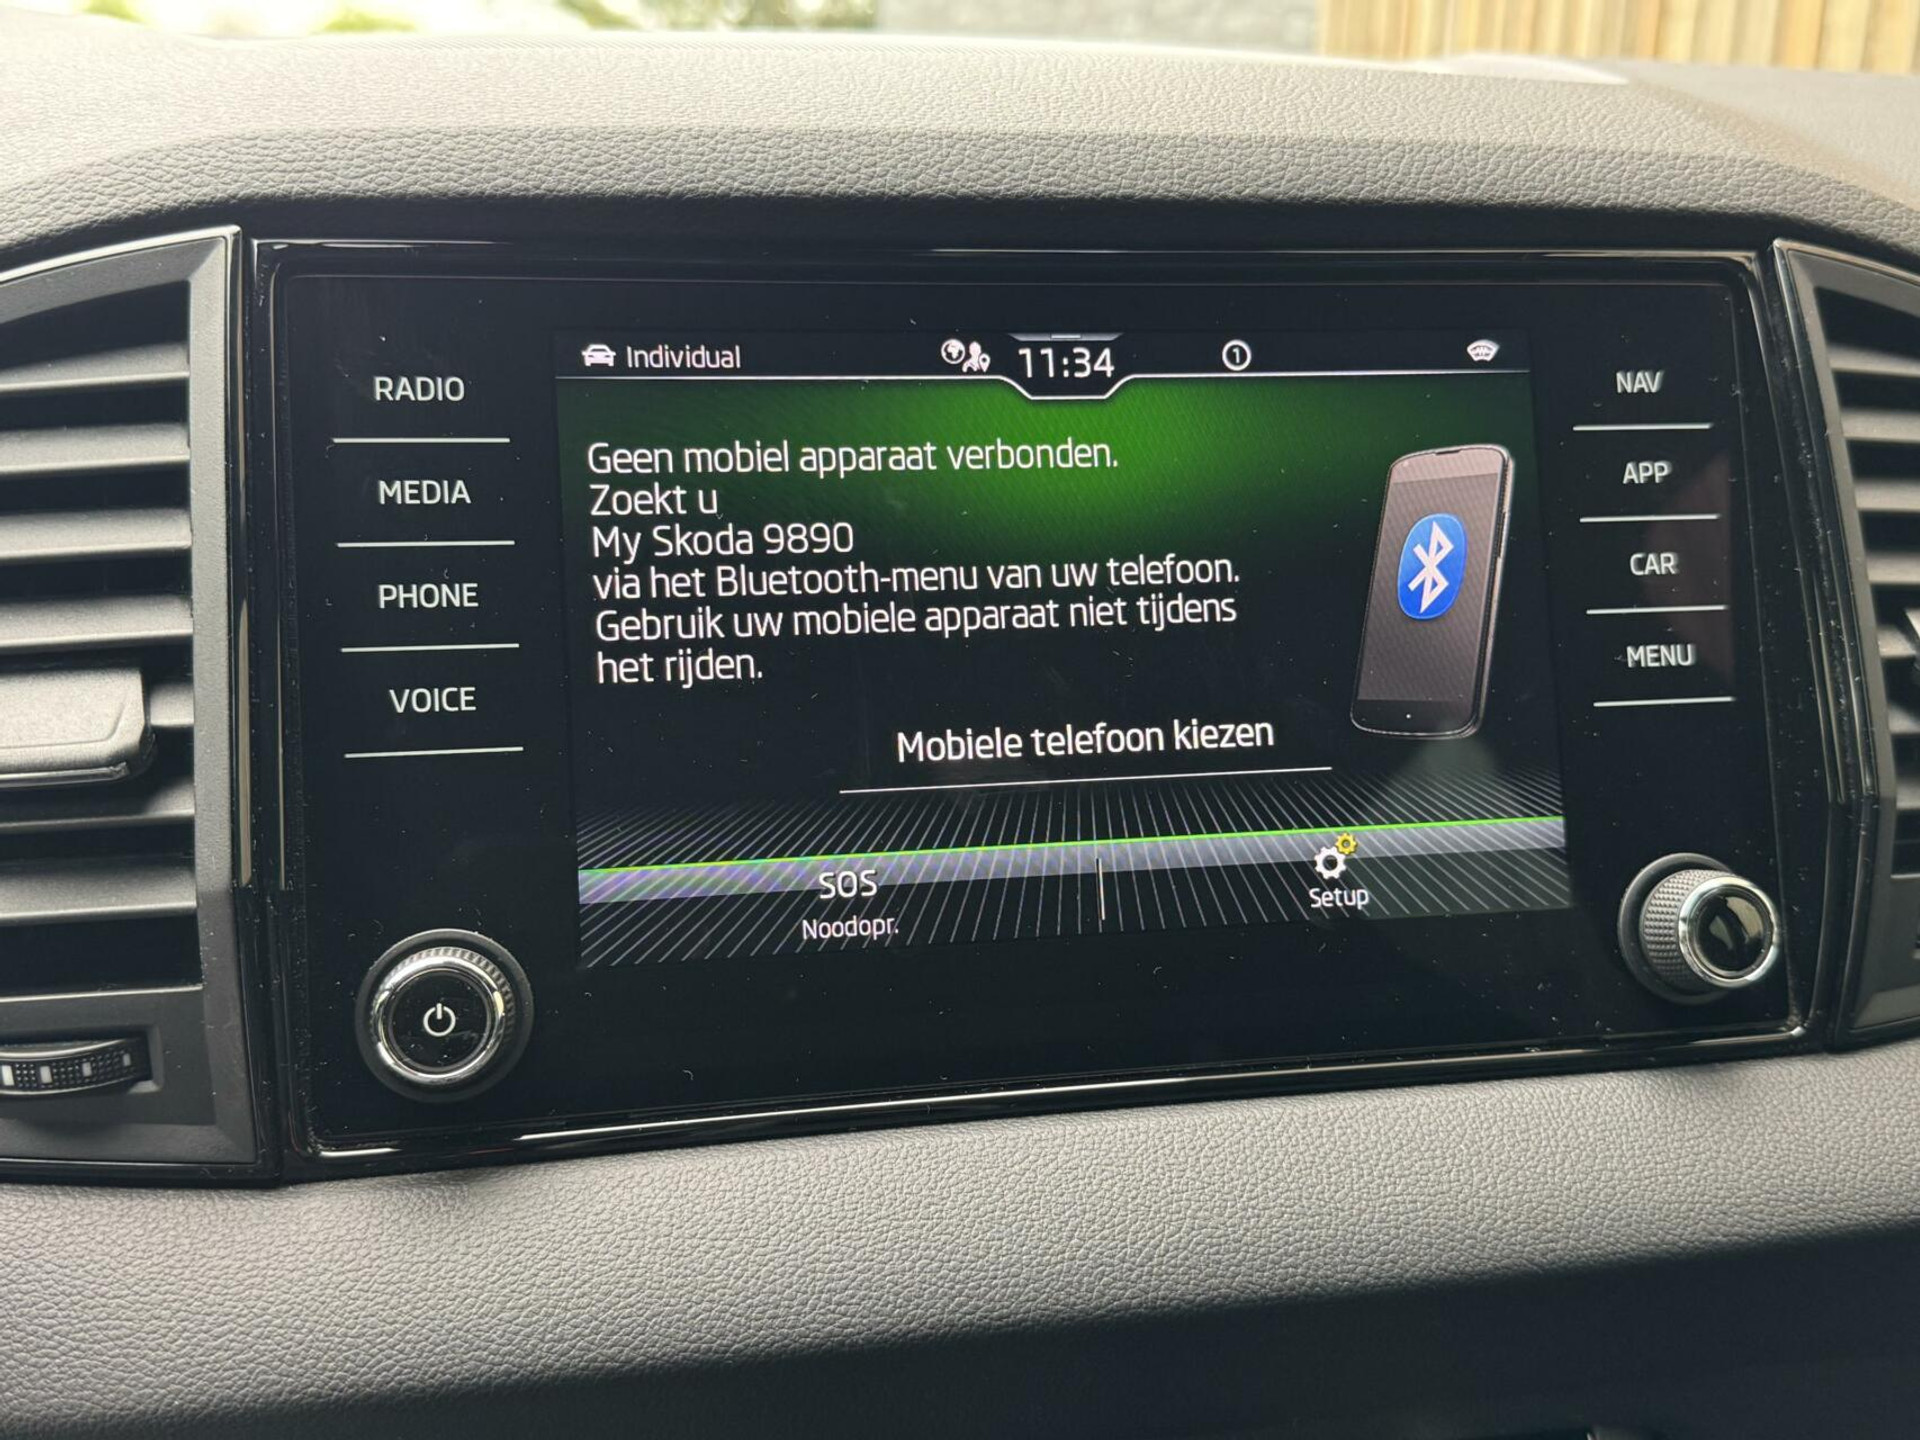 Individual
11:34
1
RADIO
MEDIA
PHONE
VOICE
Geen mobiel apparaat verbonden.
Zoekt u
My Skoda 9890
via het Bluetooth-menu van uw telefoon.
Gebruik uw mobiele apparaat niet tijdens
het rijden.
Mobiele telefoon kiezen
SOS
Noodopr.
Setup
NAV
APP
CAR
MENU